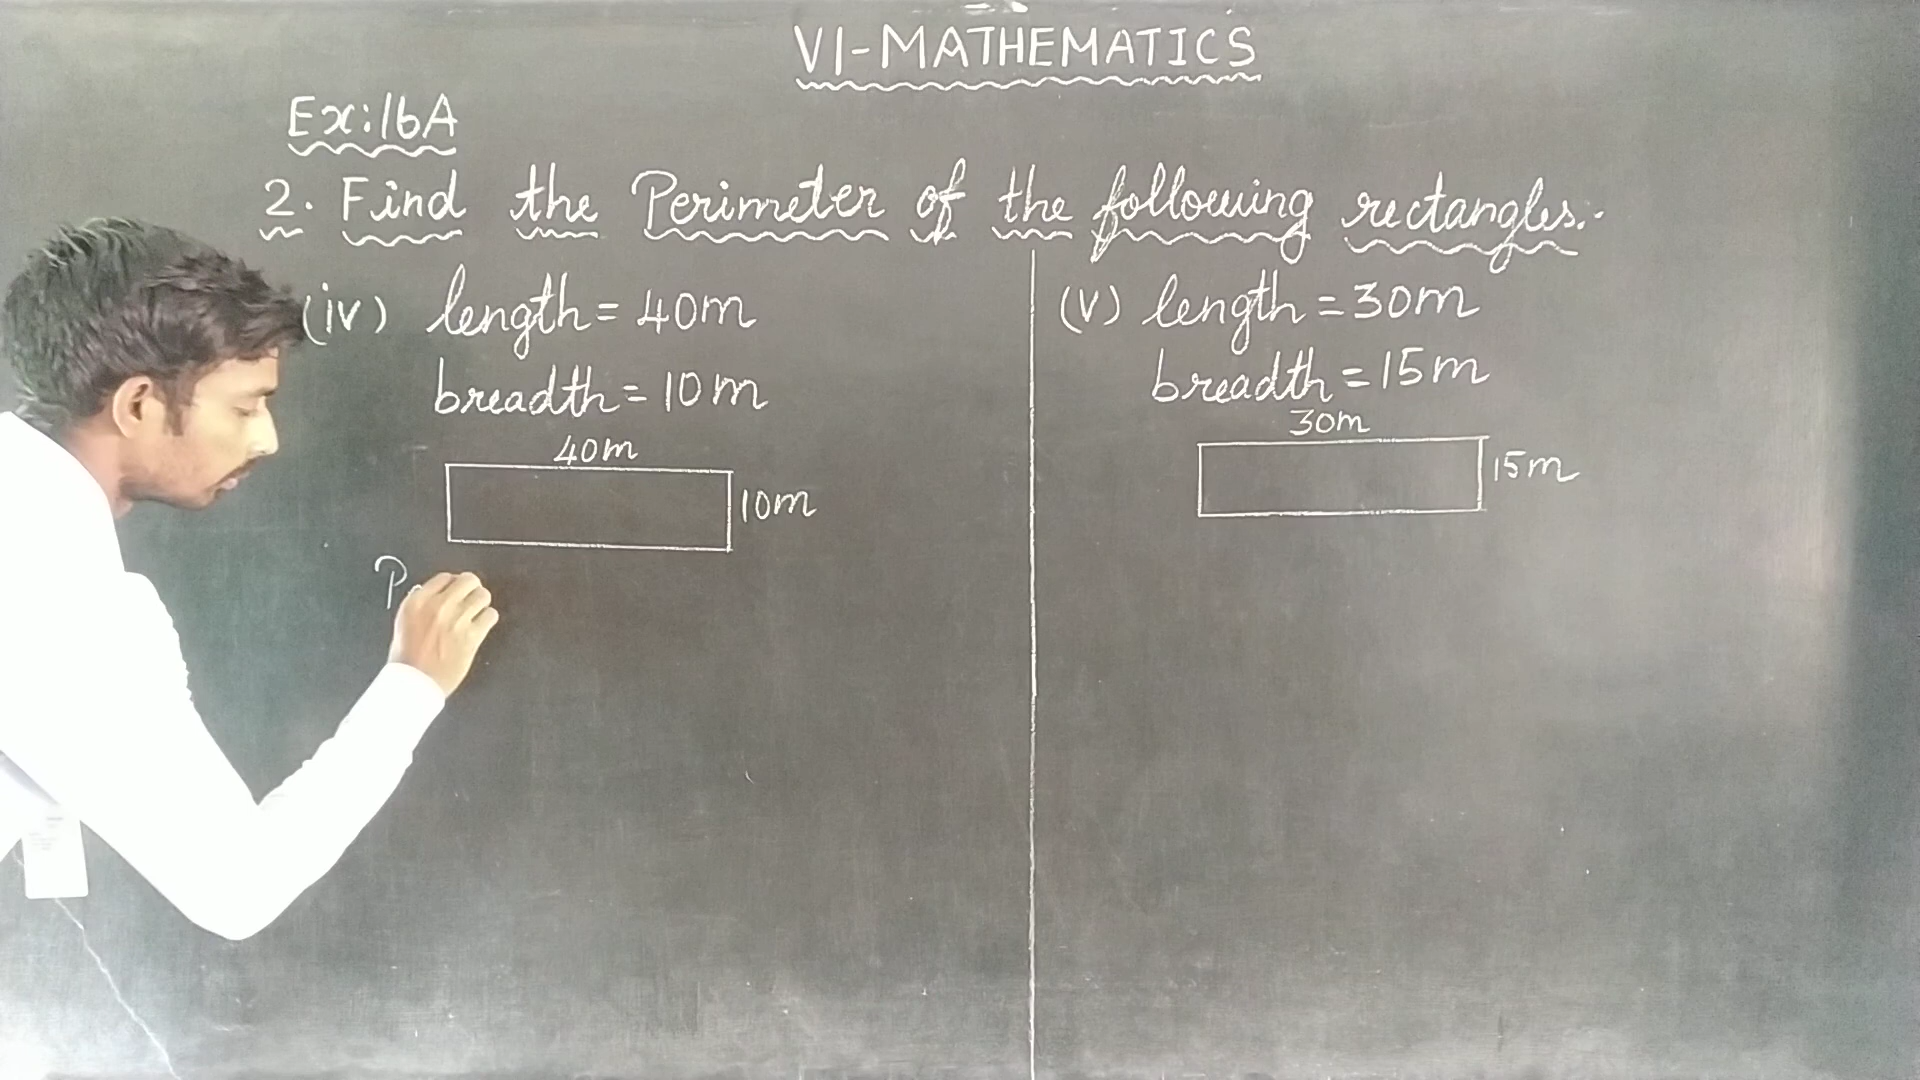 VI-MATHEMATICS
Ex:16A
2. Find the Perimeter of the following rectangles:-
(iv) length = 40m
breadth = 10m
40m
10m
P
(v) length = 30m
breadth = 15m
30m
15m